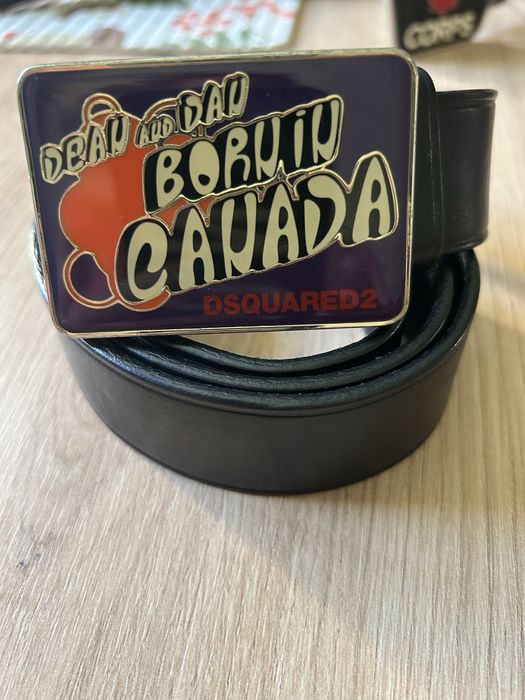 CORPS
DEAN AND DAN
BORN IN
CANADA
DSQUARED2